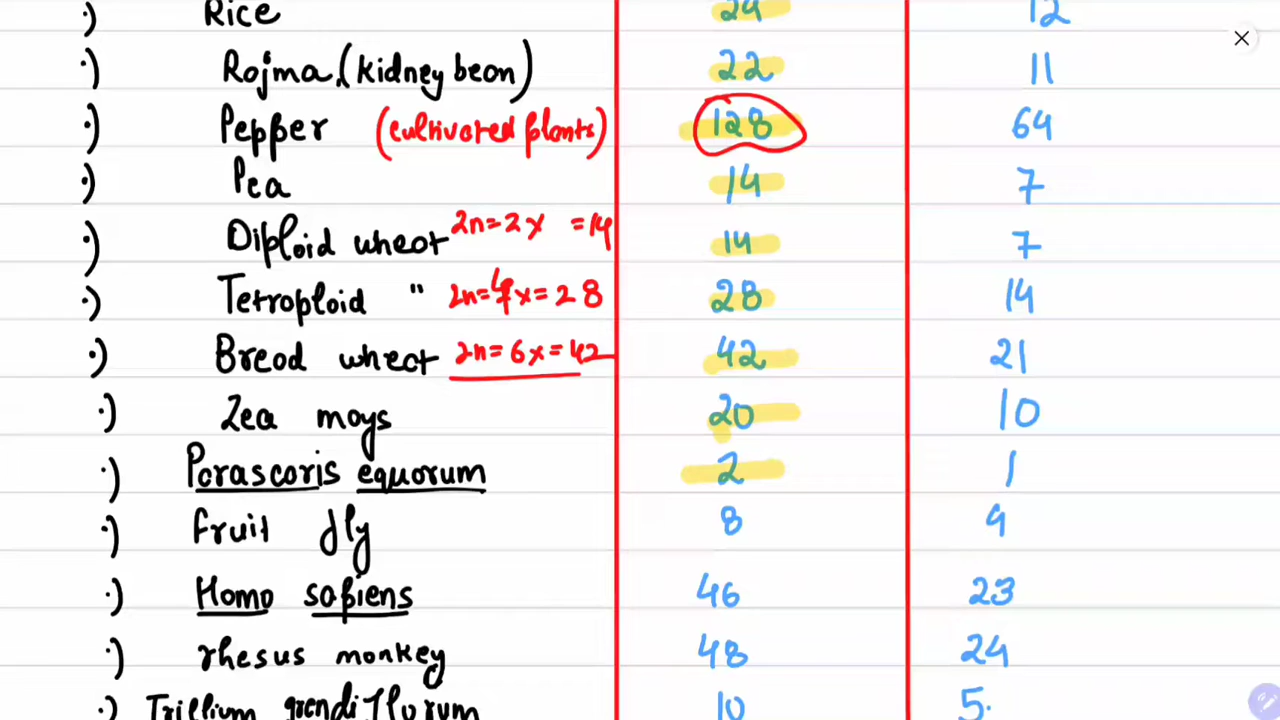 ·) Rice 24 12
·) Rajma (kidney bean) 22 11
·) Pepper (cultivated plants) 128 64
·) Pea 14 7
·) Diploid wheat 2n=2x =14 14 7
·) Tetraploid " 2n=4x=28 28 14
·) Bread wheat 2n=6x=42 42 21
·) Zea mays 20 10
·) Parascaris equorum 2 1
·) fruit fly 8 4
·) Homo sapiens 46 23
·) rhesus monkey 48 24
·) Trillium grandiflorum 10 5.